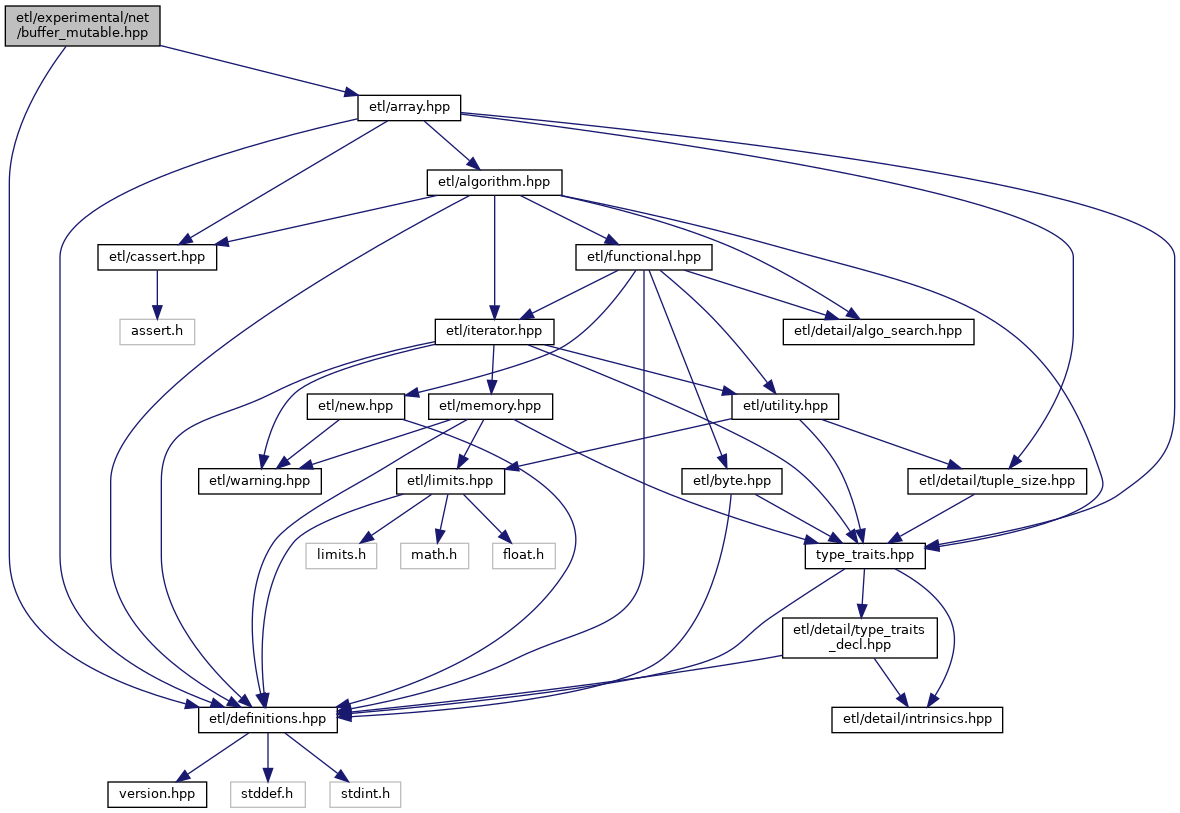 etl/experimental/net
/buffer_mutable.hpp
etl/array.hpp
etl/algorithm.hpp
etl/cassert.hpp
etl/functional.hpp
assert.h
etl/iterator.hpp
etl/detail/algo_search.hpp
etl/new.hpp
etl/memory.hpp
etl/utility.hpp
etl/warning.hpp
etl/limits.hpp
etl/byte.hpp
etl/detail/tuple_size.hpp
limits.h
math.h
float.h
type_traits.hpp
etl/detail/type_traits
_decl.hpp
etl/definitions.hpp
etl/detail/intrinsics.hpp
version.hpp
stddef.h
stdint.h